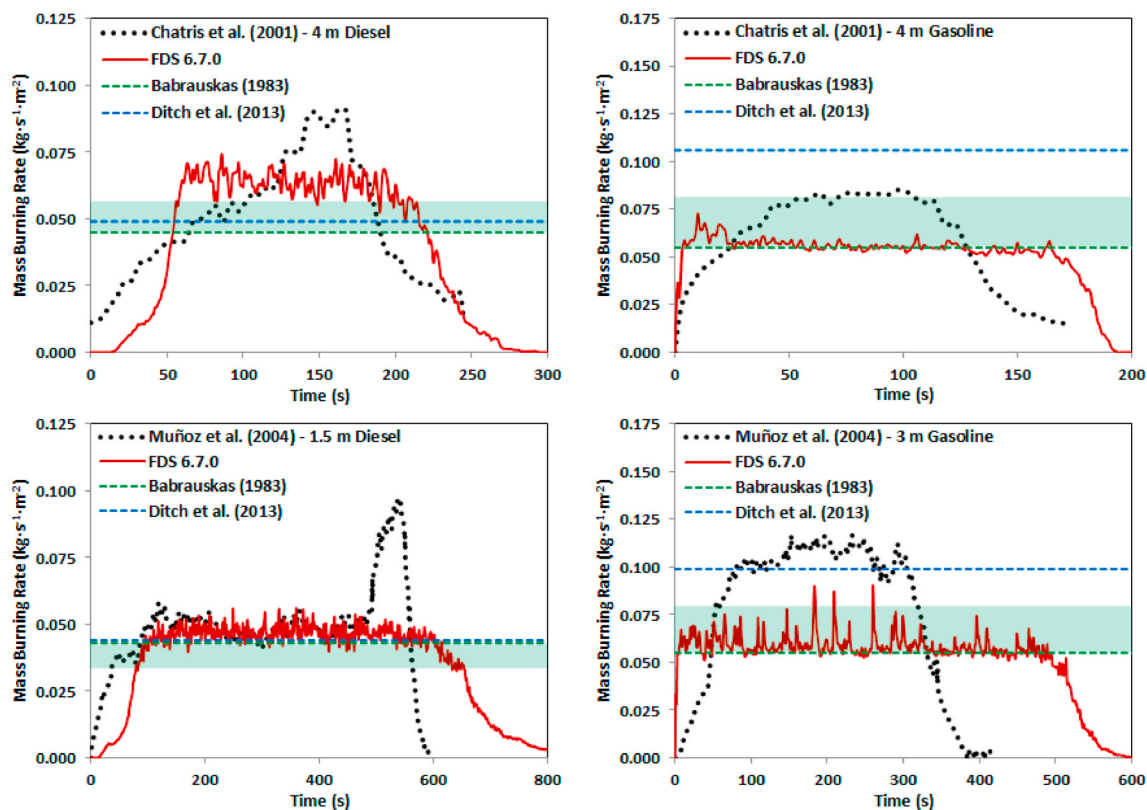 Chatris et al. (2001) - 4 m Diesel
FDS 6.7.0
Babrauskas (1983)
Ditch et al. (2013)
Mass Burning Rate (kg·s⁻¹·m⁻²)
0.125
0.100
0.075
0.050
0.025
0.000
0 50 100 150 200 250 300
Time (s)
Chatris et al. (2001) - 4 m Gasoline
FDS 6.7.0
Babrauskas (1983)
Ditch et al. (2013)
Mass Burning Rate (kg·s⁻¹·m⁻²)
0.175
0.150
0.125
0.100
0.075
0.050
0.025
0.000
0 50 100 150 200
Time (s)
Muñoz et al. (2004) - 1.5 m Diesel
FDS 6.7.0
Babrauskas (1983)
Ditch et al. (2013)
Mass Burning Rate (kg·s⁻¹·m⁻²)
0.125
0.100
0.075
0.050
0.025
0.000
0 200 400 600 800
Time (s)
Muñoz et al. (2004) - 3 m Gasoline
FDS 6.7.0
Babrauskas (1983)
Ditch et al. (2013)
Mass Burning Rate (kg·s⁻¹·m⁻²)
0.175
0.150
0.125
0.100
0.075
0.050
0.025
0.000
0 100 200 300 400 500 600
Time (s)